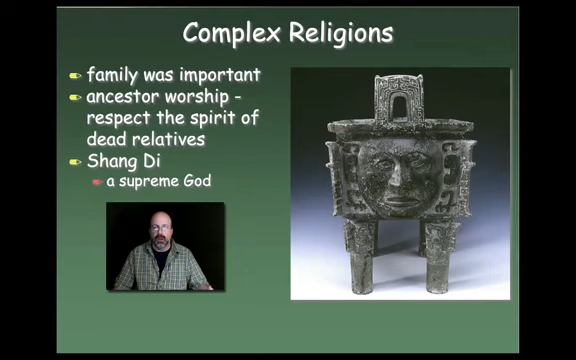 Complex Religions
family was important
ancestor worship -
respect the spirit of
dead relatives
Shang Di
a supreme God